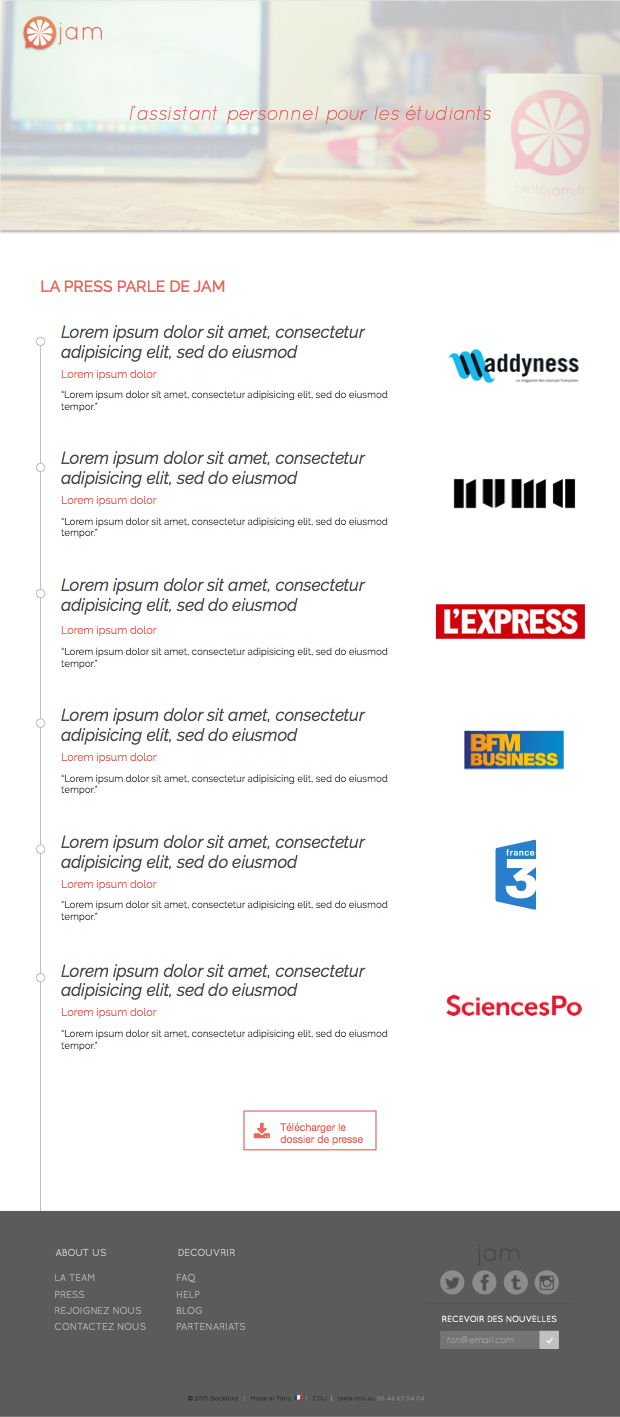 jam
l'assistant personnel pour les étudiants
hellojam.fr
LA PRESS PARLE DE JAM
Lorem ipsum dolor sit amet, consectetur
adipisicing elit, sed do eiusmod
Lorem ipsum dolor
"Lorem ipsum dolor sit amet, consectetur adipisicing elit, sed do eiusmod
tempor."
Maddyness
Le magazine des startups françaises
Lorem ipsum dolor sit amet, consectetur
adipisicing elit, sed do eiusmod
Lorem ipsum dolor
"Lorem ipsum dolor sit amet, consectetur adipisicing elit, sed do eiusmod
tempor."
numa
Lorem ipsum dolor sit amet, consectetur
adipisicing elit, sed do eiusmod
Lorem ipsum dolor
"Lorem ipsum dolor sit amet, consectetur adipisicing elit, sed do eiusmod
tempor."
L'EXPRESS
Lorem ipsum dolor sit amet, consectetur
adipisicing elit, sed do eiusmod
Lorem ipsum dolor
"Lorem ipsum dolor sit amet, consectetur adipisicing elit, sed do eiusmod
tempor."
BFM
BUSINESS
Lorem ipsum dolor sit amet, consectetur
adipisicing elit, sed do eiusmod
Lorem ipsum dolor
"Lorem ipsum dolor sit amet, consectetur adipisicing elit, sed do eiusmod
tempor."
france
3
Lorem ipsum dolor sit amet, consectetur
adipisicing elit, sed do eiusmod
Lorem ipsum dolor
"Lorem ipsum dolor sit amet, consectetur adipisicing elit, sed do eiusmod
tempor."
SciencesPo
Télécharger le
dossier de presse
ABOUT US
LA TEAM
PRESS
REJOIGNEZ NOUS
CONTACTEZ NOUS
DECOUVRIR
FAQ
HELP
BLOG
PARTENARIATS
jam
RECEVOIR DES NOUVELLES
ton@email.com
© 2015 Blackbird | Made in Paris | CGU | texte moi au 06 44 63 04 04